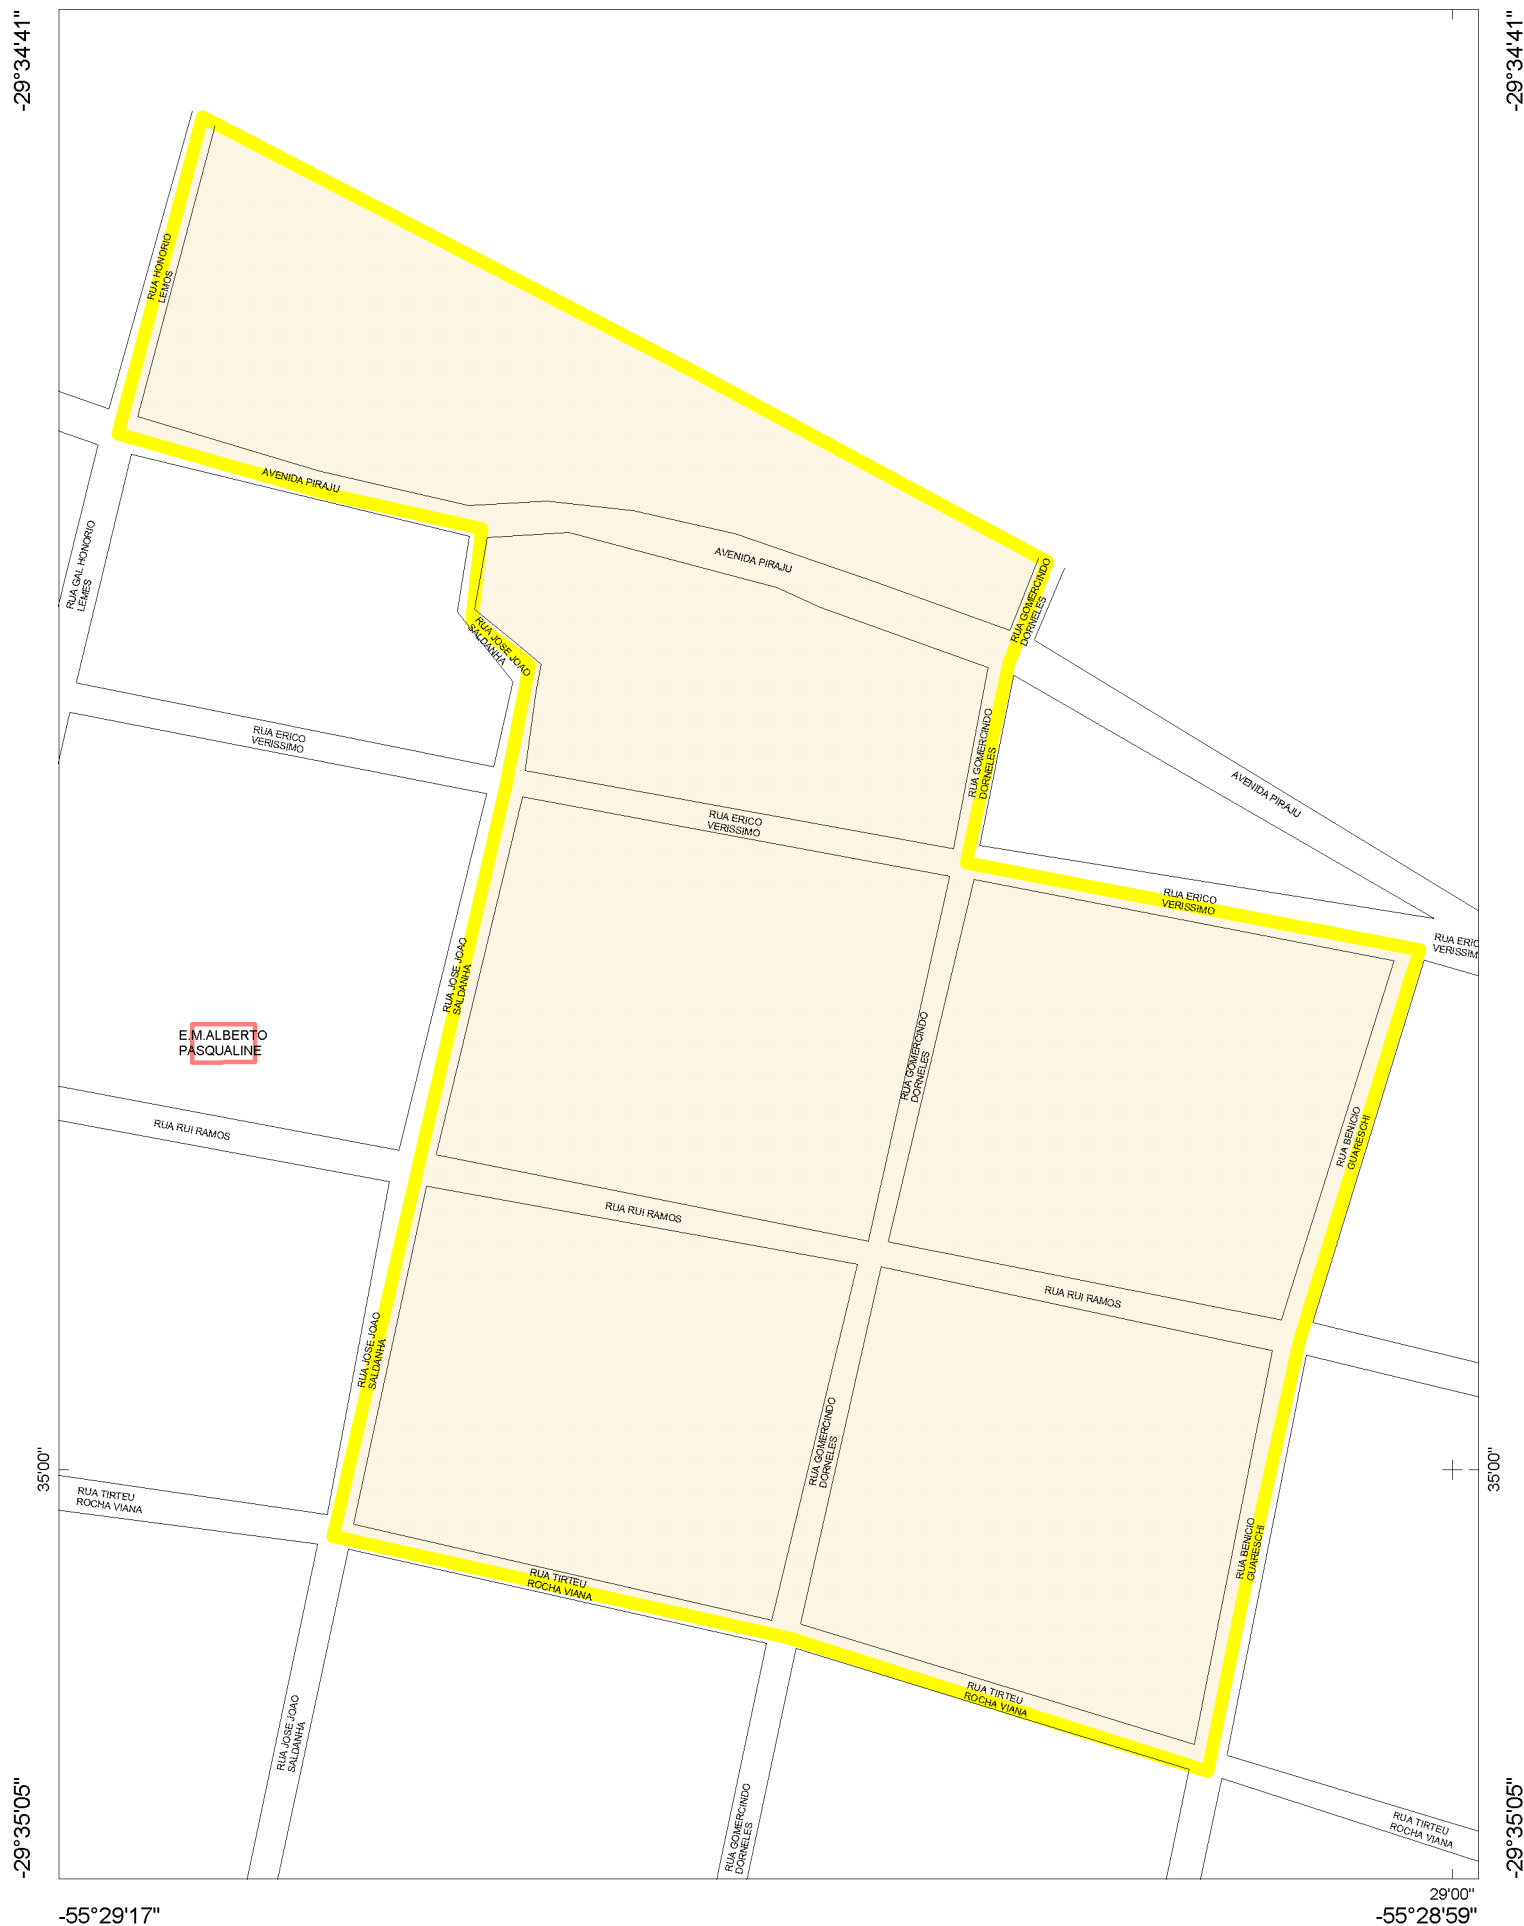 -29°34'41"
-29°34'41"
RUA HONORIO
LEMOS
AVENIDA PIRAJU
RUA GAL HONORIO
LEMES
AVENIDA PIRAJU
RUA GOMERCINDO
DORNELES
RUA JOSE JOAO
SALDANHA
RUA ERICO
VERISSIMO
RUA GOMERCINDO
DORNELES
AVENIDA PIRAJU
RUA ERICO
VERISSIMO
RUA ERICO
VERISSIMO
RUA ERIC
VERISSIM
RUA JOSE JOAO
SALDANHA
E.M.ALBERTO
PASQUALINE
RUA GOMERCINDO
DORNELES
RUA RUI RAMOS
RUA BENICIO
GUARESCHI
RUA RUI RAMOS
RUA RUI RAMOS
RUA JOSE JOAO
SALDANHA
RUA GOMERCINDO
DORNELES
35'00"
35'00"
RUA TIRTEU
ROCHA VIANA
RUA BENICIO
GUARESCHI
RUA TIRTEU
ROCHA VIANA
RUA TIRTEU
ROCHA VIANA
RUA JOSE JOAO
SALDANHA
RUA GOMERCINDO
DORNELES
RUA TIRTEU
ROCHA VIANA
-29°35'05"
-29°35'05"
29'00"
-55°29'17"
-55°28'59"